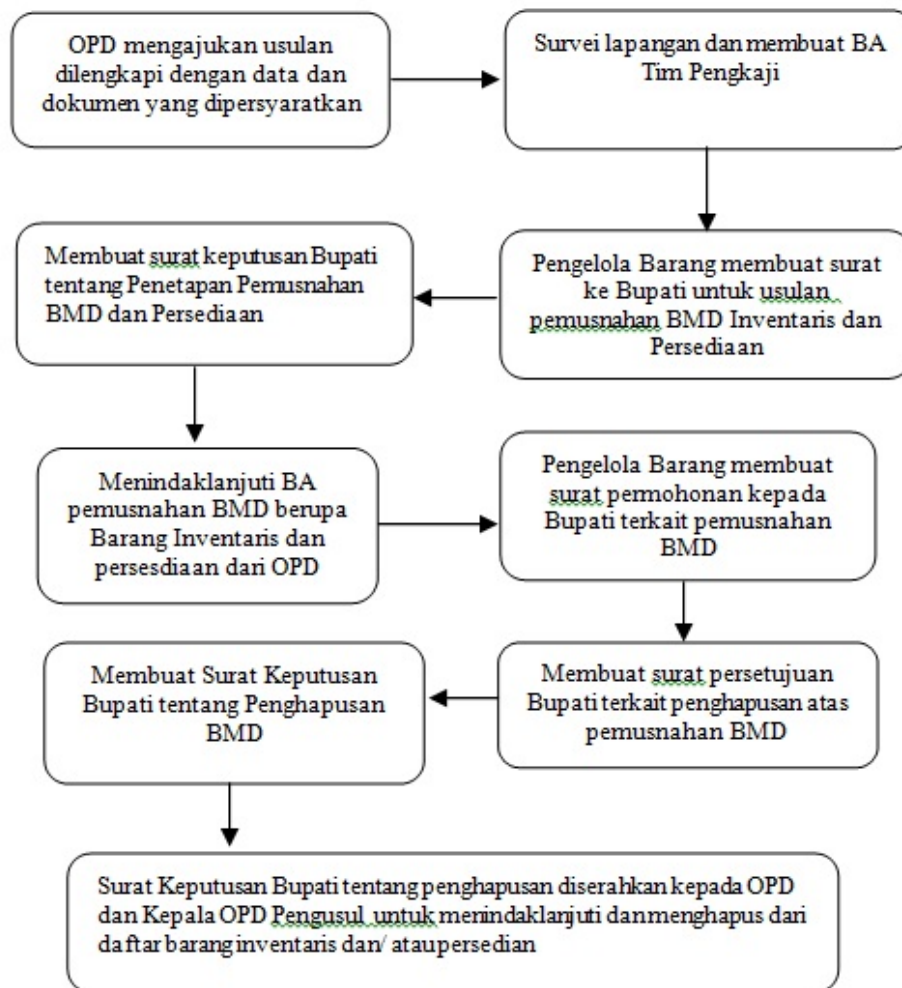 OPD mengajukan usulan
dilengkapi dengan data dan
dokumen yang dipersyaratkan
Survei lapangan dan membuat BA
Tim Pengkaji
Pengelola Barang membuat surat
ke Bupati untuk usulan
pemusnahan BMD Inventaris dan
Persediaan
Membuat surat keputusan Bupati
tentang Penetapan Pemusnahan
BMD dan Persediaan
Menindaklanjuti BA
pemusnahan BMD berupa
Barang Inventaris dan
persesdiaan dari OPD
Pengelola Barang membuat
surat permohonan kepada
Bupati terkait pemusnahan
BMD
Membuat surat persetujuan
Bupati terkait penghapusan atas
pemusnahan BMD
Membuat Surat Keputusan
Bupati tentang Penghapusan
BMD
Surat Keputusan Bupati tentang penghapusan diserahkan kepada OPD
dan Kepala OPD Pengusul untuk menindaklanjuti dan menghapus dari
daftar barang inventaris dan/ atau persedian